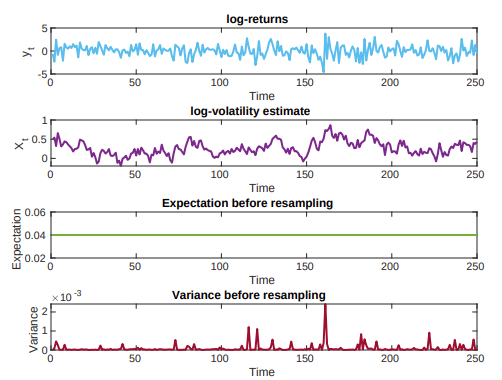 log-returns
5
0
-5
y t
0 50 100 150 200 250
Time
log-volatility estimate
1
0.5
0
X t
0 50 100 150 200 250
Time
Expectation before resampling
0.06
0.04
0.02
Expectation
0 50 100 150 200 250
Time
Variance before resampling
×10 -3
2
1
0
Variance
0 50 100 150 200 250
Time